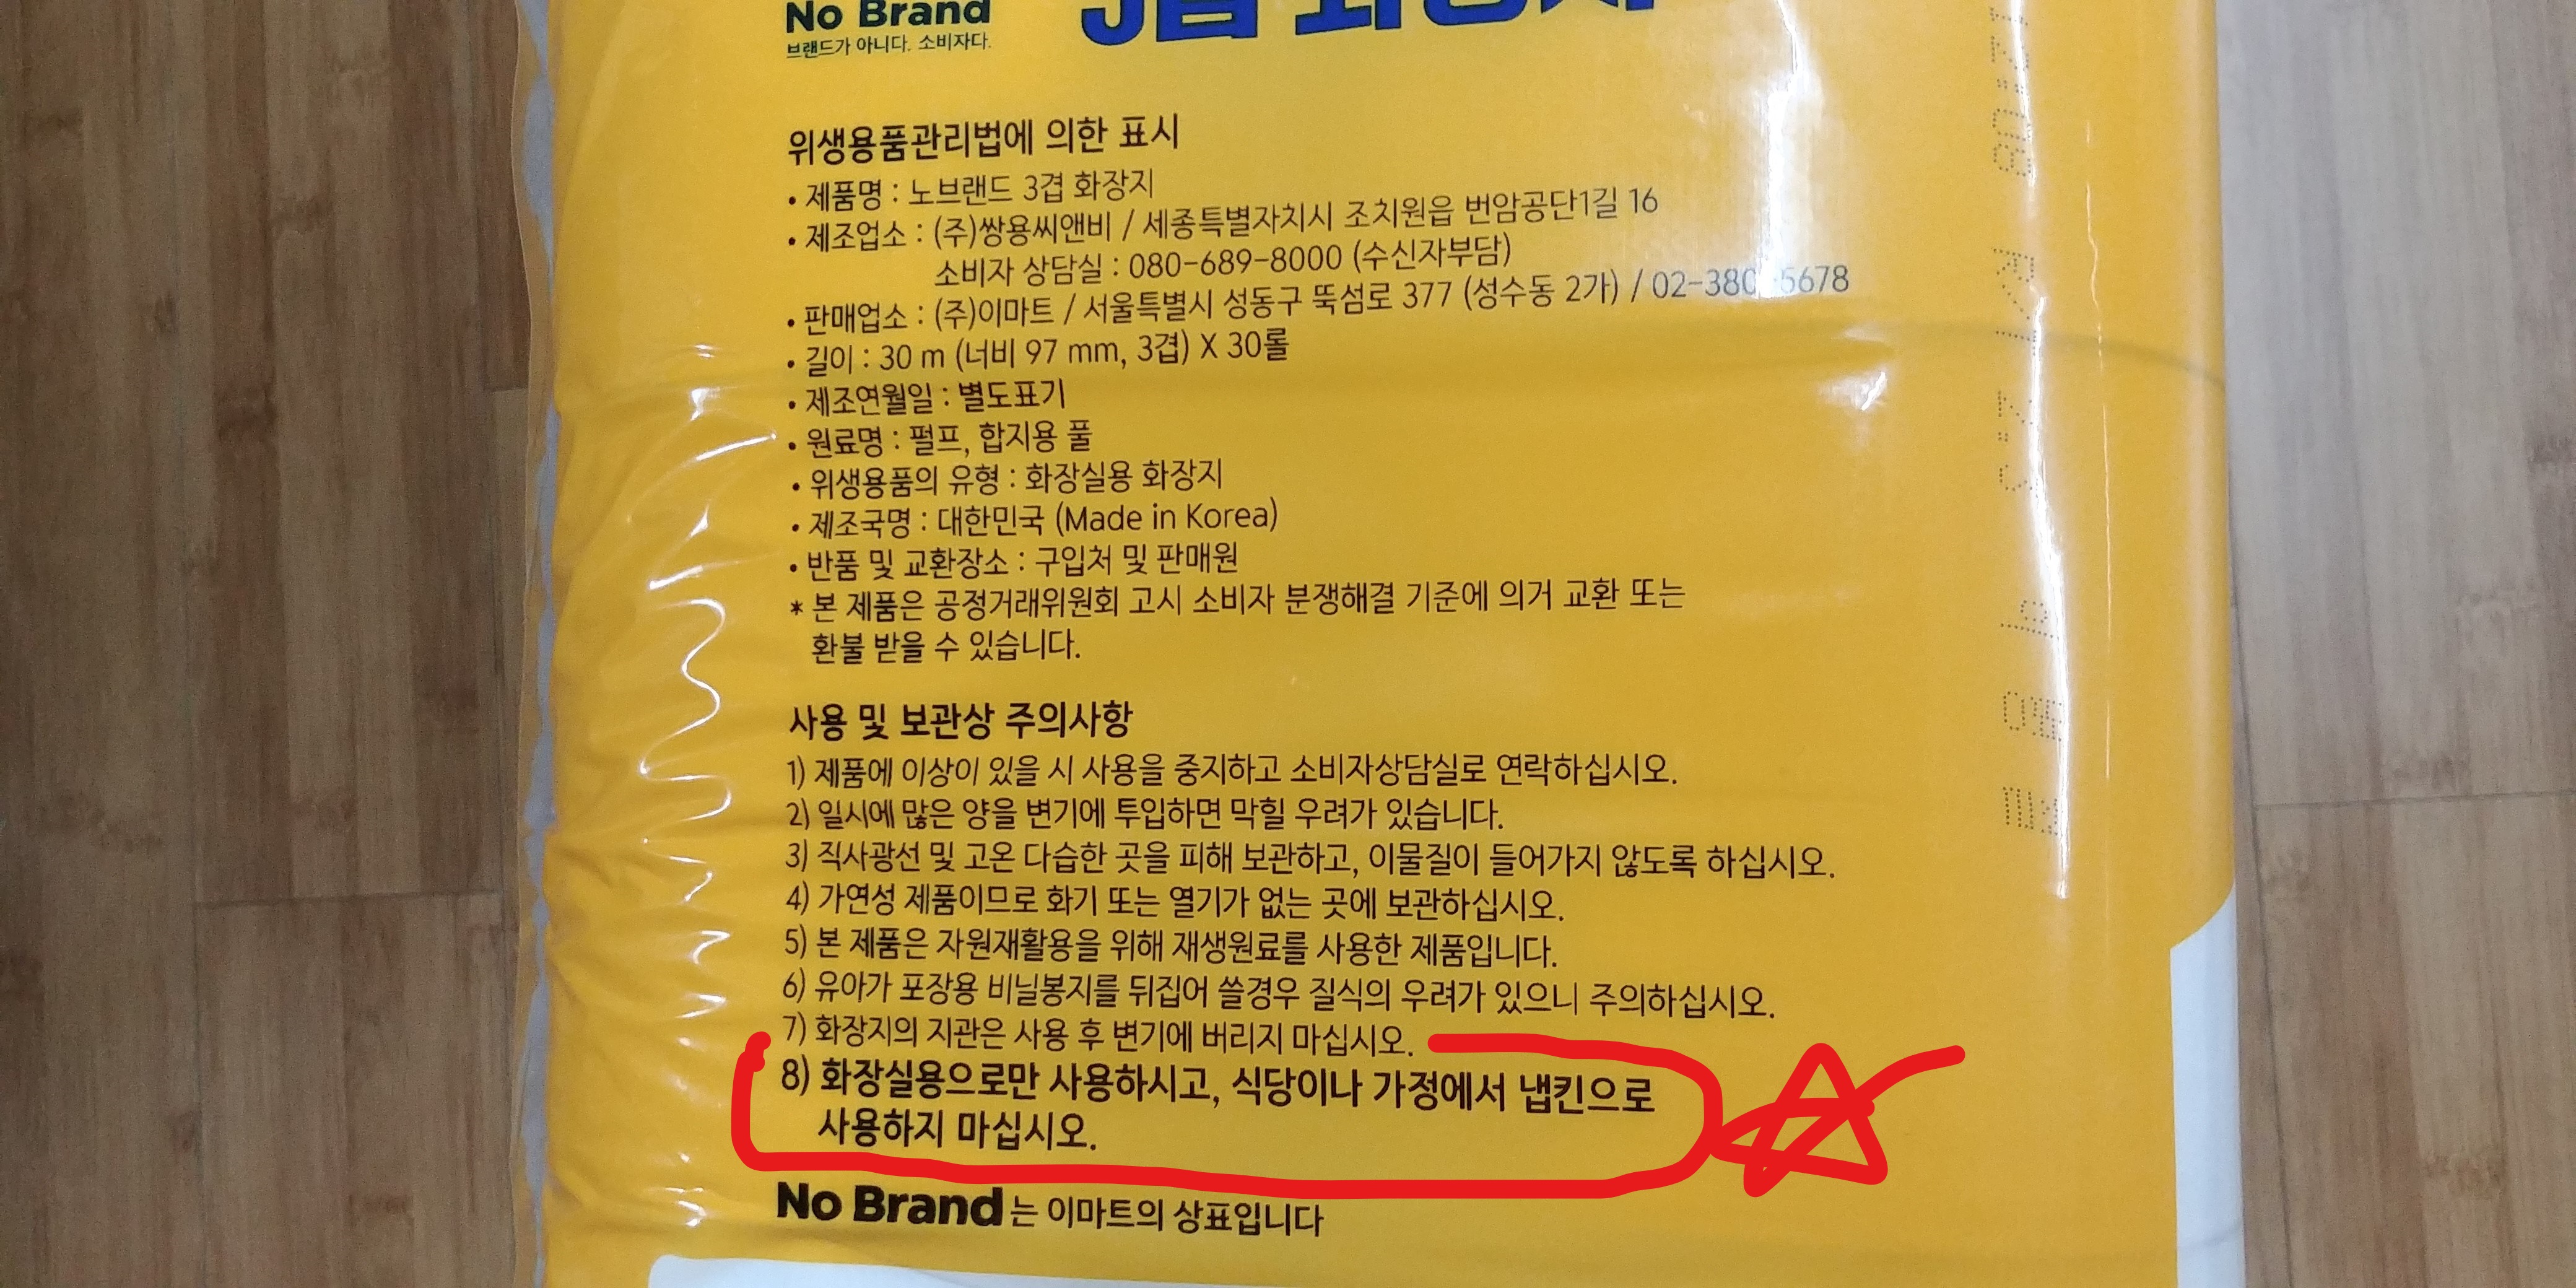 No Brand
브랜드가 아니다. 소비자다.
위생용품관리법에 의한 표시
• 제품명 : 노브랜드 3겹 화장지
• 제조업소 : (주)쌍용씨앤비 / 세종특별자치시 조치원읍 번암공단1길 16
소비자 상담실 : 080-689-8000 (수신자부담)
• 판매업소 : (주)이마트 / 서울특별시 성동구 뚝섬로 377 (성수동 2가) /
• 길이 : 30 m (너비 97 mm, 3겹) X 30롤
• 제조연월일 : 별도표기
• 원료명 : 펄프, 합지용 풀
• 위생용품의 유형 : 화장실용 화장지
• 제조국명 : 대한민국 (Made in Korea)
• 반품 및 교환장소 : 구입처 및 판매원
* 본 제품은 공정거래위원회 고시 소비자 분쟁해결 기준에 의거 교환 또는
환불 받을 수 있습니다.
사용 및 보관상 주의사항
1) 제품에 이상이 있을 시 사용을 중지하고 소비자상담실로 연락하십시오.
2) 일시에 많은 양을 변기에 투입하면 막힐 우려가 있습니다.
3) 직사광선 및 고온 다습한 곳을 피해 보관하고, 이물질이 들어가지 않도록 하십시오.
4) 가연성 제품이므로 화기 또는 열기가 없는 곳에 보관하십시오.
5) 본 제품은 자원재활용을 위해 재생원료를 사용한 제품입니다.
6) 유아가 포장용 비닐봉지를 뒤집어 쓸경우 질식의 우려가 있으니 주의하십시오.
7) 화장지의 지관은 사용 후 변기에 버리지 마십시오.
8) 화장실용으로만 사용하시고, 식당이나 가정에서 냅킨으로
사용하지 마십시오.
No Brand는 이마트의 상표입니다